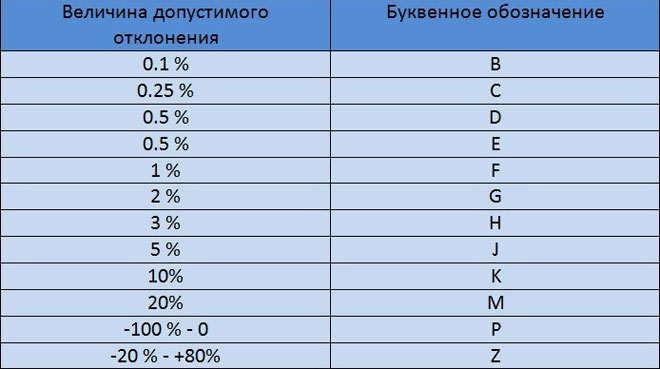 Величина допустимого
отклонения
Буквенное обозначение
0.1 % B
0.25 % C
0.5 % D
0.5 % E
1 % F
2 % G
3 % H
5 % J
10% K
20% M
-100 % - 0 P
-20 % - +80% Z